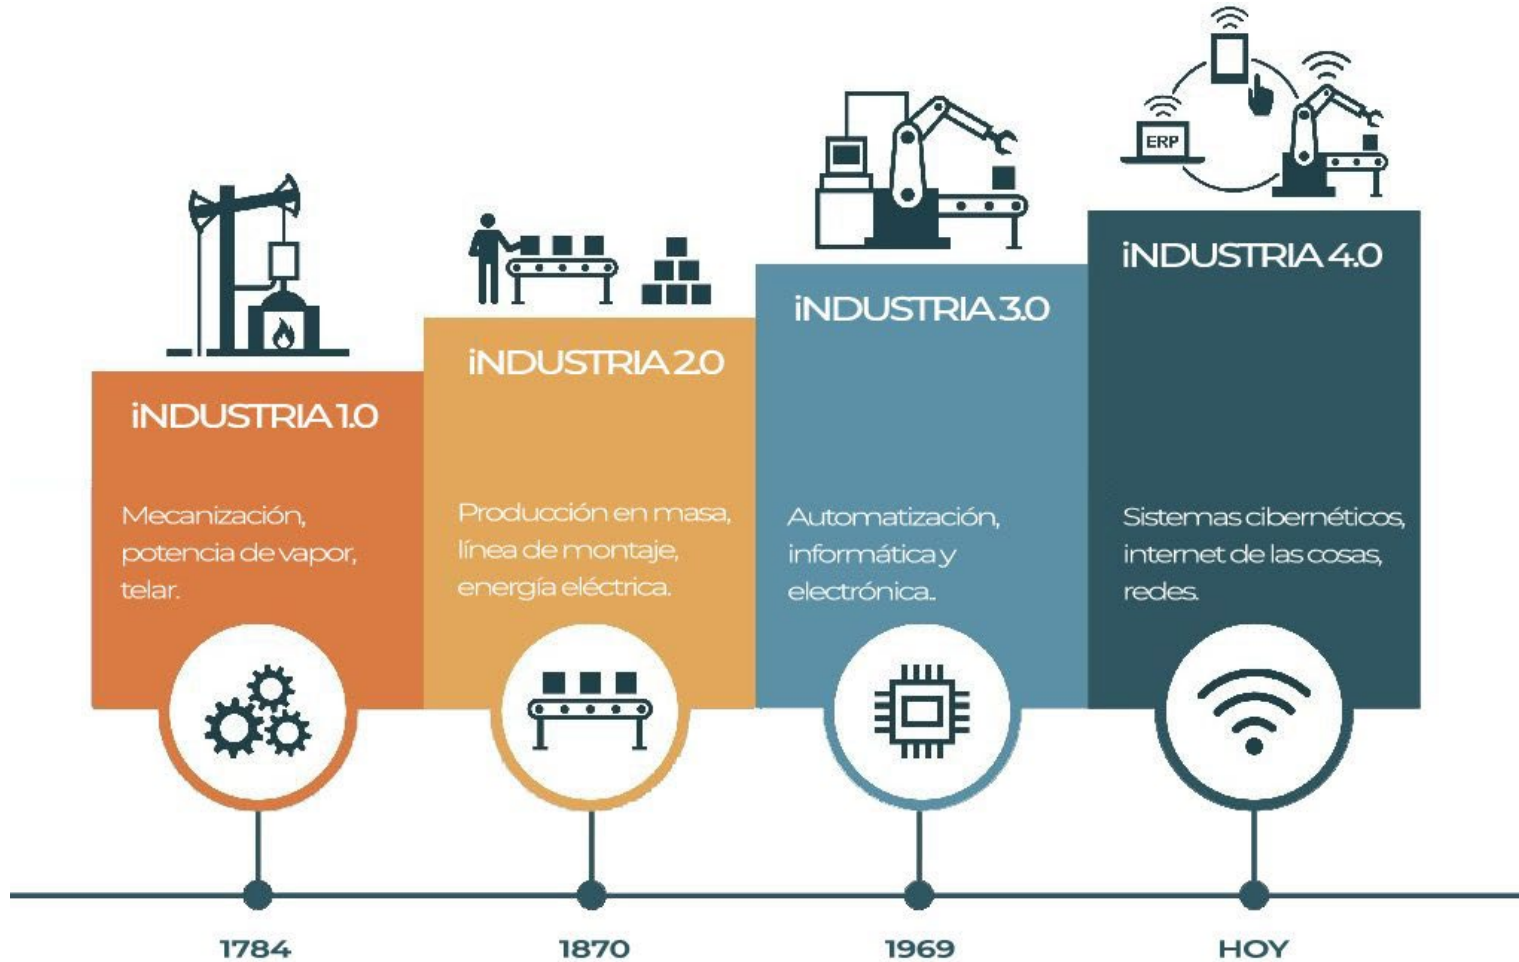 ERP
iNDUSTRIA 1.0
Mecanización,
potencia de vapor,
telar.
iNDUSTRIA 2.0
Producción en masa,
línea de montaje,
energía eléctrica.
iNDUSTRIA 3.0
Automatización,
informática y
electrónica..
iNDUSTRIA 4.0
Sistemas cibernéticos,
internet de las cosas,
redes.
1784
1870
1969
HOY